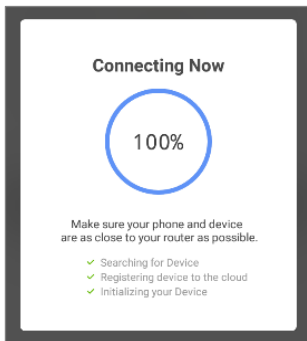 Connecting Now
100%
Make sure your phone and device
are as close to your router as possible.
Searching for Device
Registering device to the cloud
Initializing your Device